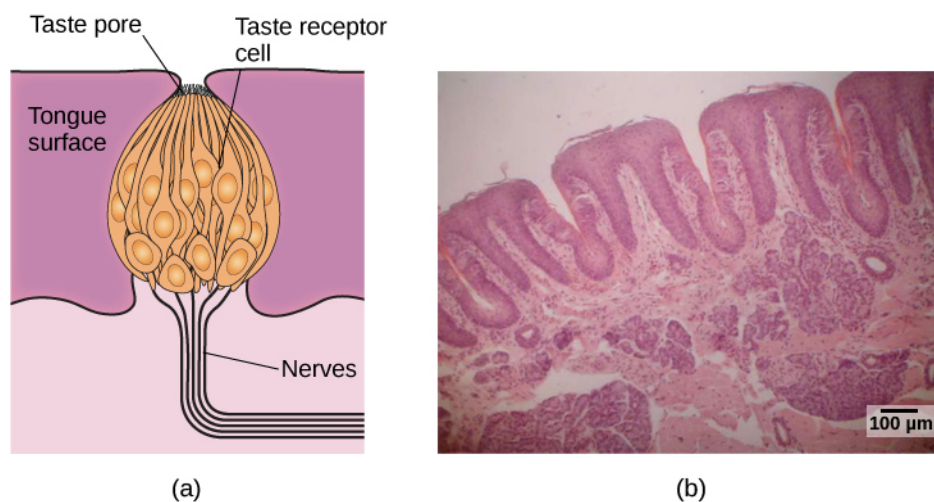 Taste pore
Taste receptor
cell
Tongue
surface
Nerves
100 µm
(a)
(b)